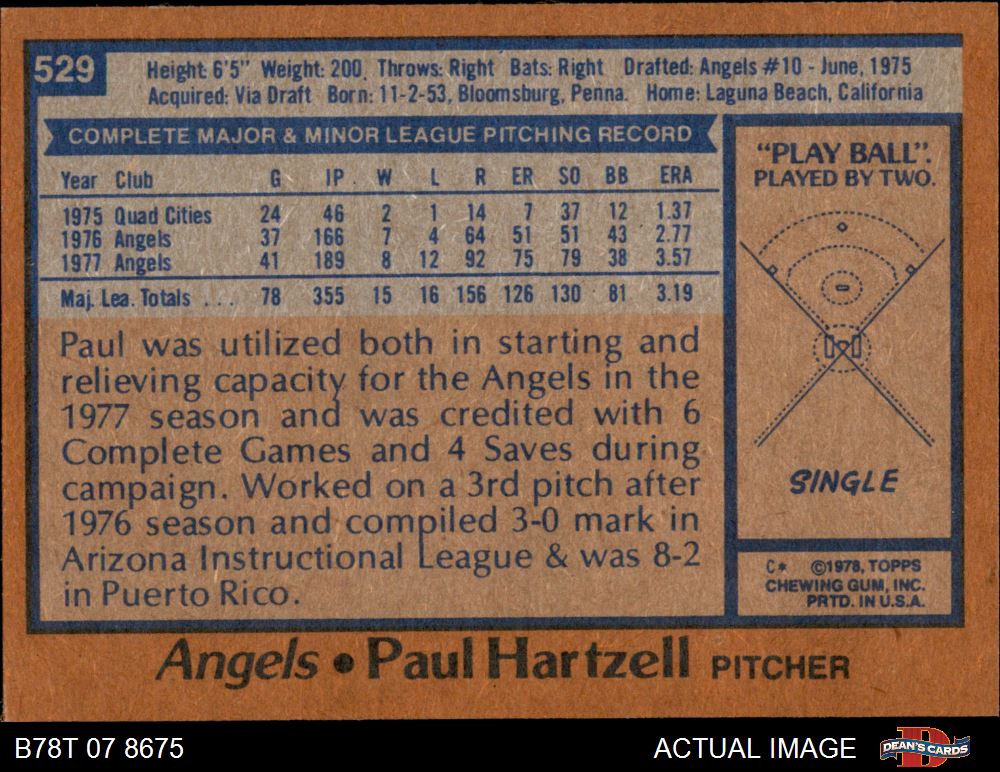 529
Height: 6'5" Weight: 200. Throws: Right Bats: Right Drafted: Angels #10 - June, 1975
Acquired: Via Draft Born: 11-2-53, Bloomsburg, Penna. Home: Laguna Beach, California
COMPLETE MAJOR & MINOR LEAGUE PITCHING RECORD
Year Club G IP. W L R ER SO BB ERA
1975 Quad Cities 24 46 2 1 14 7 37 12 1.37
1976 Angels 37 166 7 4 64 51 51 43 2.77
1977 Angels 41 189 8 12 92 75 79 38 3.57
Maj. Lea. Totals . . . 78 355 15 16 156 126 130 81 3.19
Paul was utilized both in starting and
relieving capacity for the Angels in the
1977 season and was credited with 6
Complete Games and 4 Saves during
campaign. Worked on a 3rd pitch after
1976 season and compiled 3-0 mark in
Arizona Instructional League & was 8-2
in Puerto Rico.
"PLAY BALL".
PLAYED BY TWO.
SINGLE
C* ©1978, TOPPS
CHEWING GUM, INC.
PRTD. IN U.S.A.
Angels • Paul Hartzell PITCHER
B78T 07 8675 ACTUAL IMAGE D DEAN'S CARDS